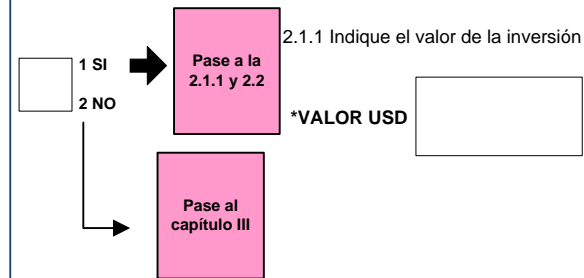 2.1.1 Indique el valor de la inversión
1 SI
Pase a la
2.1.1 y 2.2
2 NO
*VALOR USD
Pase al
capítulo III